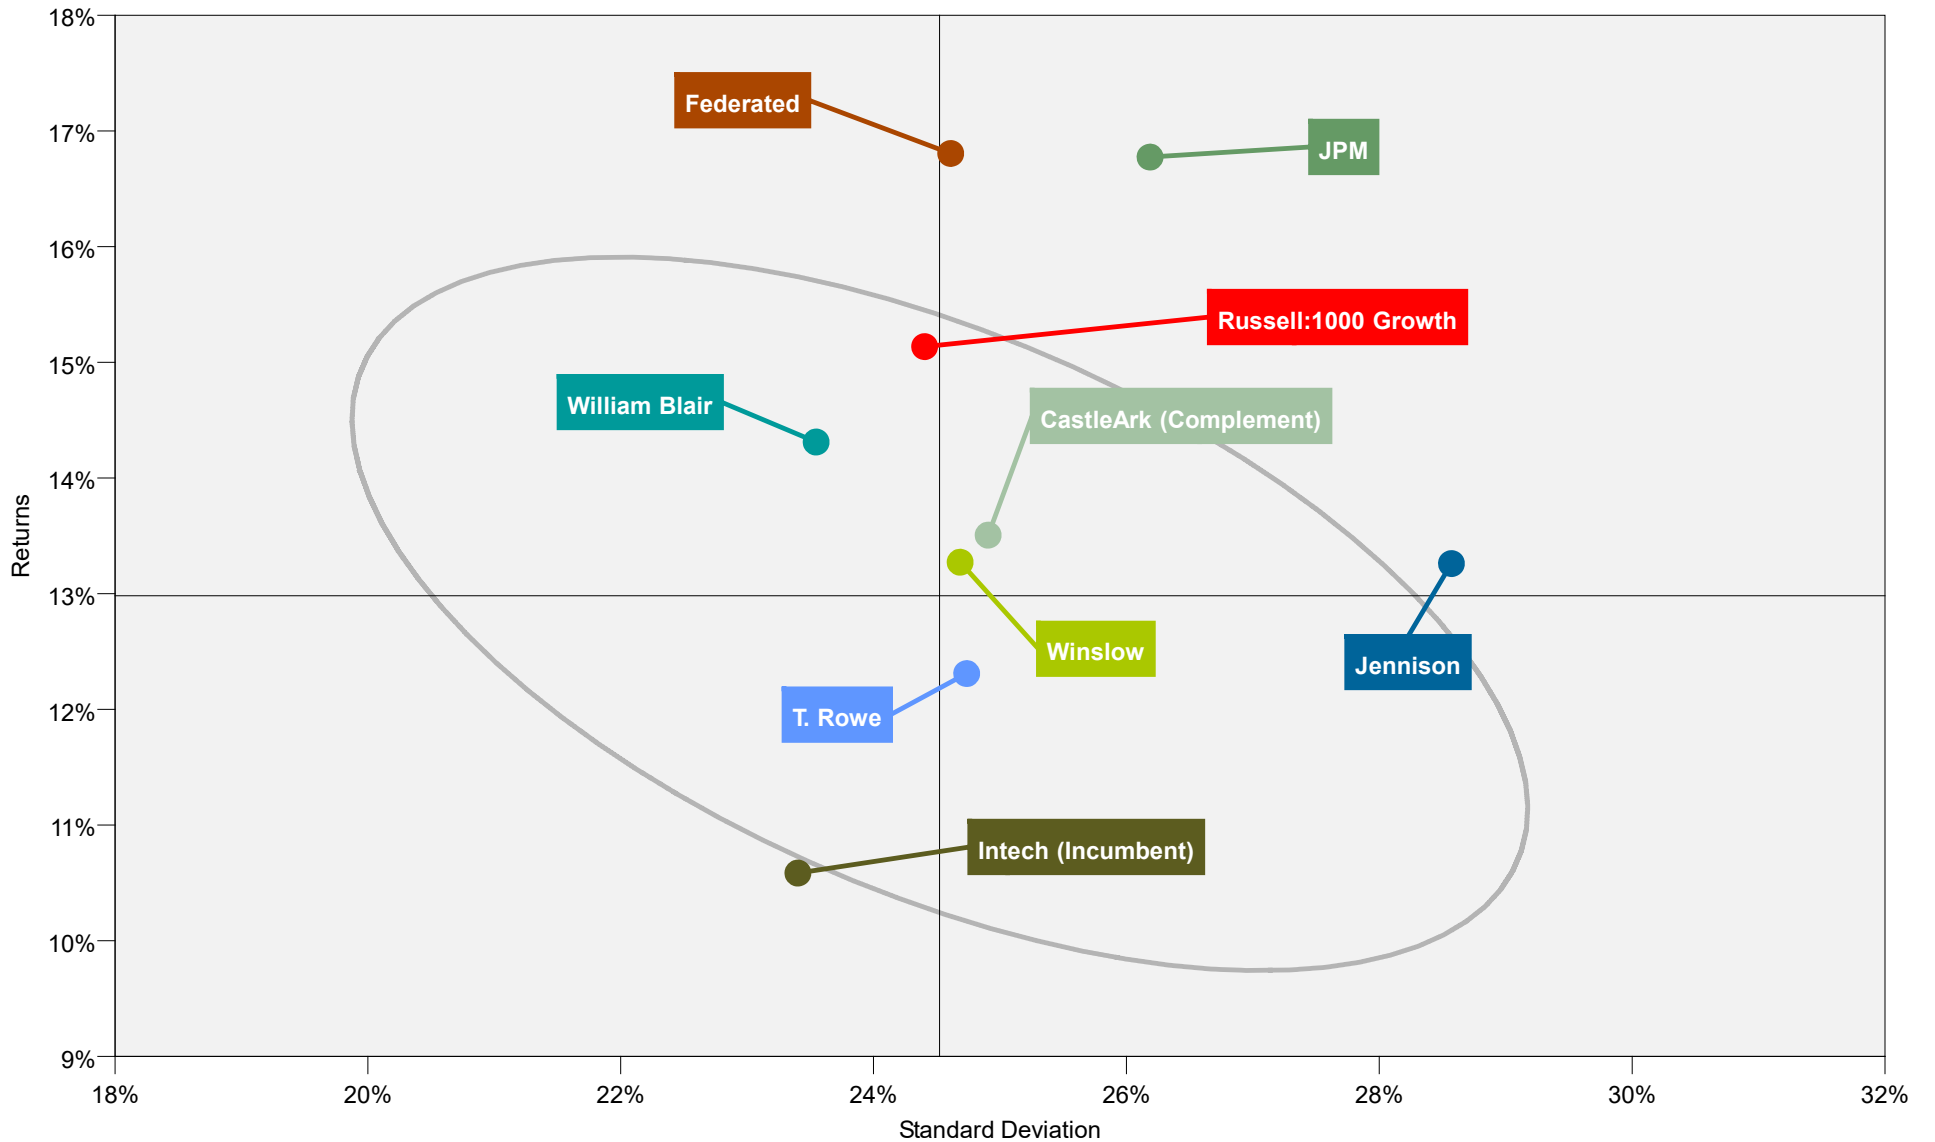 18%
17%
16%
15%
14%
13%
12%
11%
10%
9%
Returns
Federated
JPM
Russell:1000 Growth
William Blair
CastleArk (Complement)
Winslow
Jennison
T. Rowe
Intech (Incumbent)
18% 20% 22% 24% 26% 28% 30% 32%
Standard Deviation